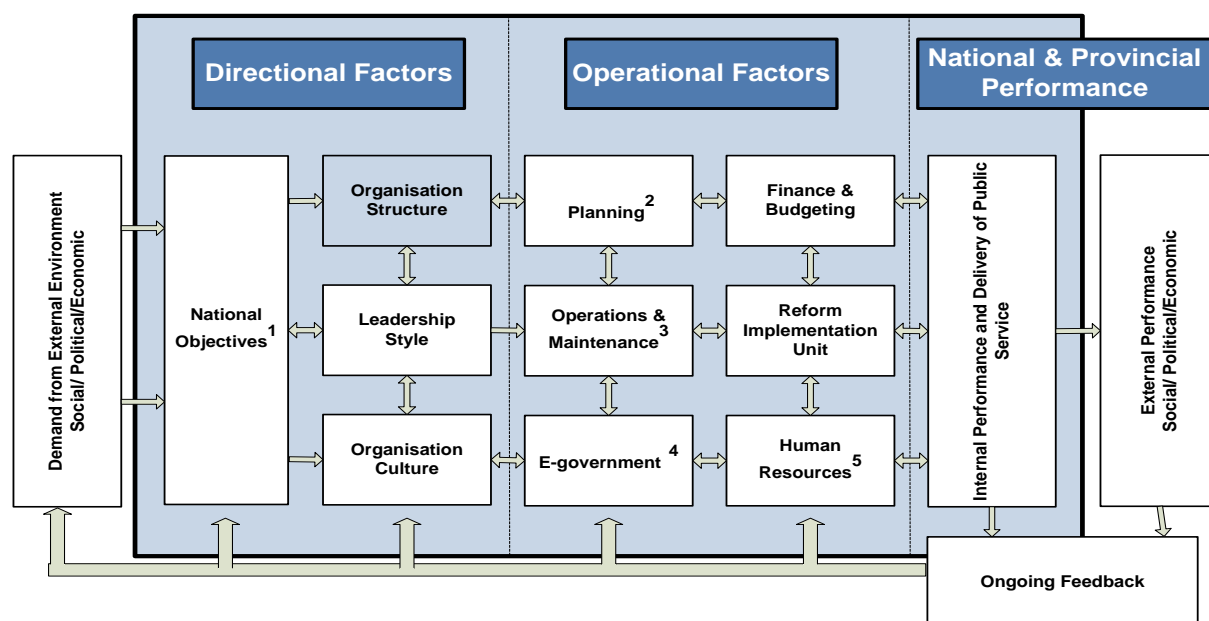 Directional Factors
Operational Factors
National & Provincial
Performance
Demand from External Environment
Social/ Political/Economic
National
Objectives1
Organisation
Structure
Leadership
Style
Organisation
Culture
Planning2
Operations &
Maintenance3
E-government 4
Finance &
Budgeting
Reform
Implementation
Unit
Human
Resources5
Internal Performance and Delivery of Public
Service
External Performance
Social/ Political/Economic
Ongoing Feedback